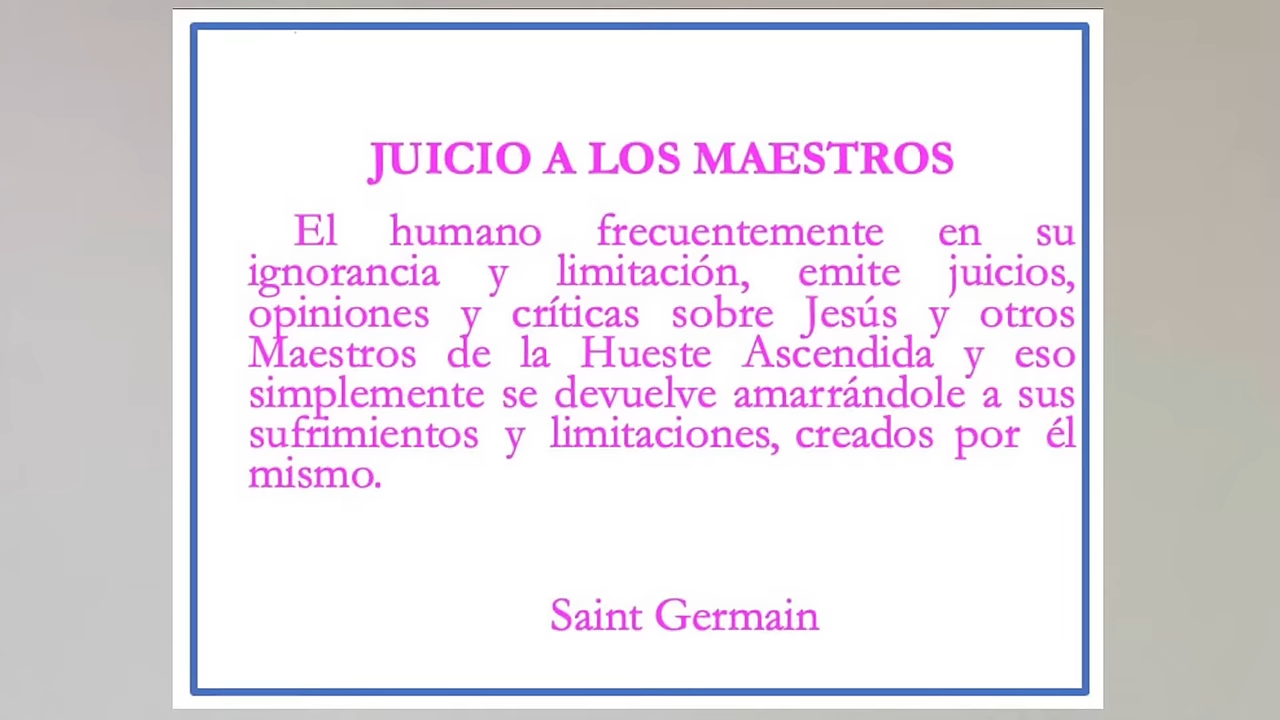 JUICIO A LOS MAESTROS
El humano frecuentemente en su
ignorancia y limitación, emite juicios,
opiniones y críticas sobre Jesús y otros
Maestros de la Hueste Ascendida y eso
simplemente se devuelve amarrándole a sus
sufrimientos y limitaciones, creados por él
mismo.
Saint Germain